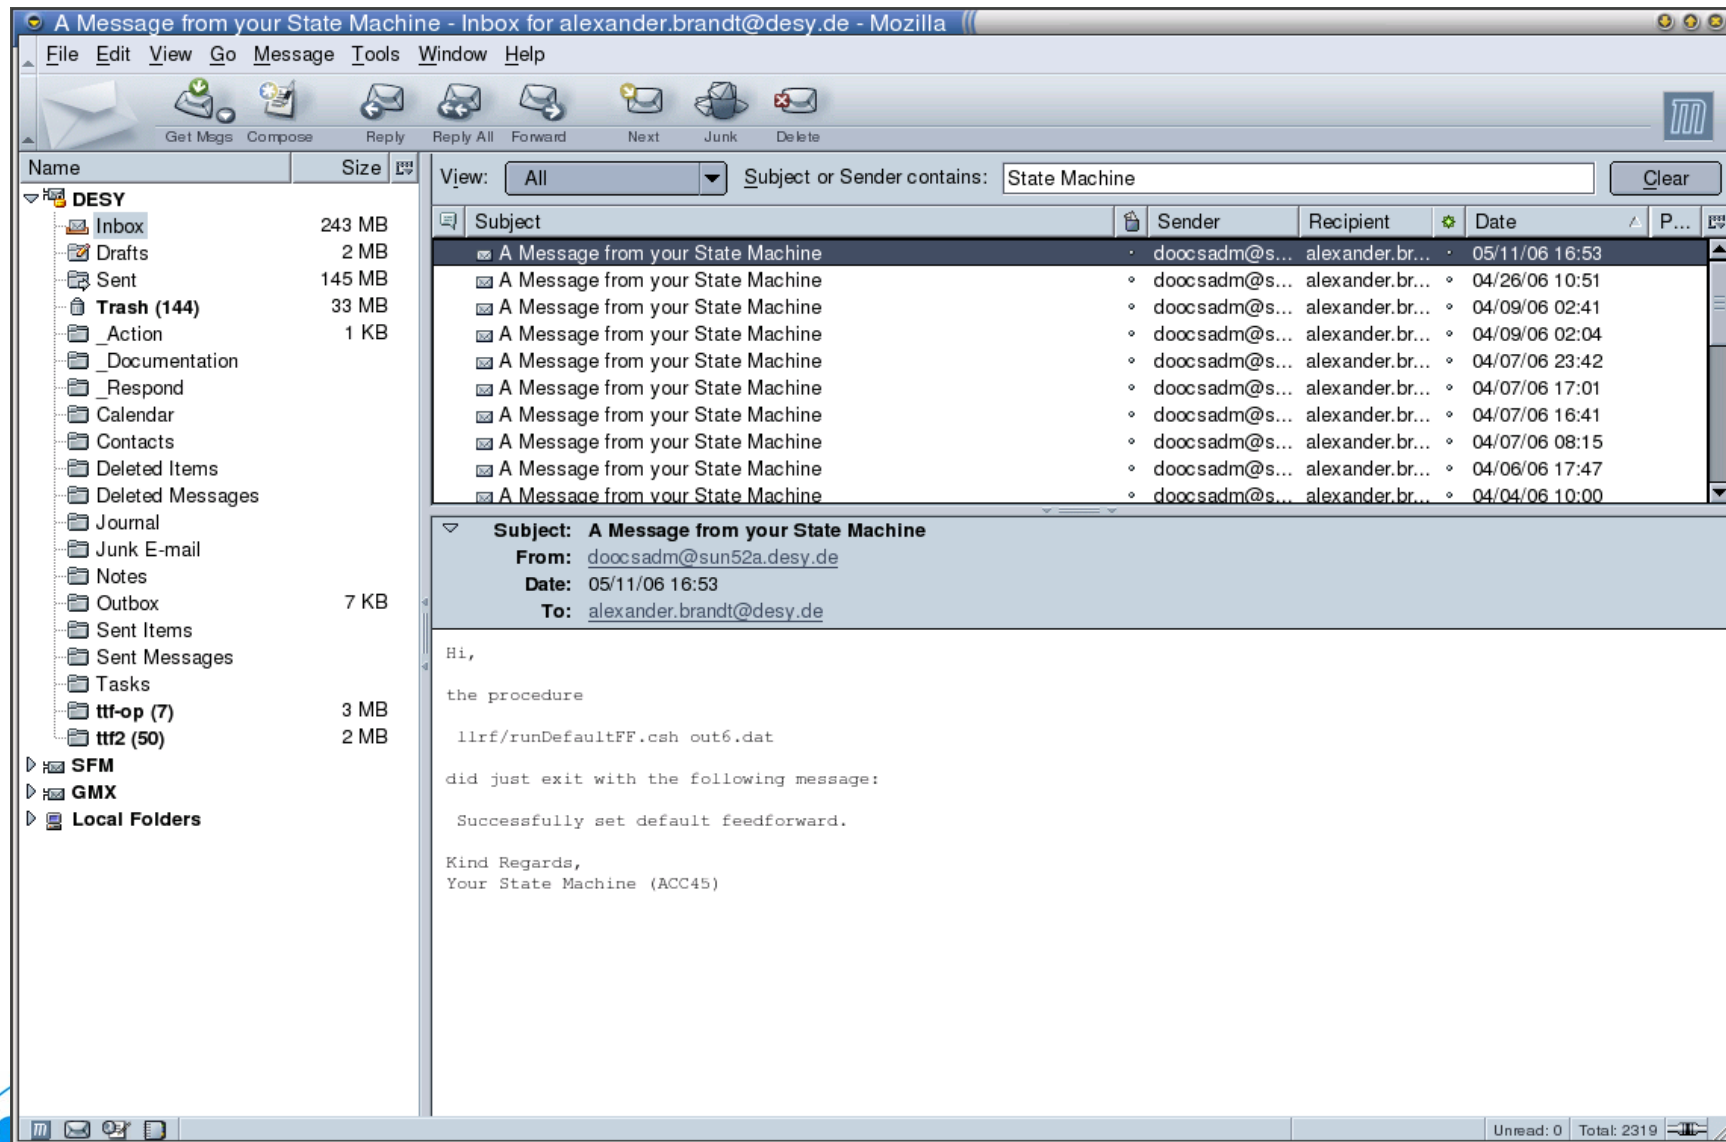 A Message from your State Machine - Inbox for alexander.brandt@desy.de - Mozilla
File Edit View Go Message Tools Window Help
Get Msgs Compose Reply Reply All Forward Next Junk Delete
Name Size
DESY
Inbox 243 MB
Drafts 2 MB
Sent 145 MB
Trash (144) 33 MB
_Action 1 KB
_Documentation
_Respond
Calendar
Contacts
Deleted Items
Deleted Messages
Journal
Junk E-mail
Notes
Outbox 7 KB
Sent Items
Sent Messages
Tasks
ttf-op (7) 3 MB
ttf2 (50) 2 MB
SFM
GMX
Local Folders
View: All Subject or Sender contains: State Machine Clear
Subject Sender Recipient Date P...
A Message from your State Machine doocsadm@s... alexander.br... 05/11/06 16:53
A Message from your State Machine doocsadm@s... alexander.br... 04/26/06 10:51
A Message from your State Machine doocsadm@s... alexander.br... 04/09/06 02:41
A Message from your State Machine doocsadm@s... alexander.br... 04/09/06 02:04
A Message from your State Machine doocsadm@s... alexander.br... 04/07/06 23:42
A Message from your State Machine doocsadm@s... alexander.br... 04/07/06 17:01
A Message from your State Machine doocsadm@s... alexander.br... 04/07/06 16:41
A Message from your State Machine doocsadm@s... alexander.br... 04/07/06 08:15
A Message from your State Machine doocsadm@s... alexander.br... 04/06/06 17:47
A Message from your State Machine doocsadm@s... alexander.br... 04/04/06 10:00
Subject: A Message from your State Machine
From: doocsadm@sun52a.desy.de
Date: 05/11/06 16:53
To: alexander.brandt@desy.de
Hi,
the procedure
llrf/runDefaultFF.csh out6.dat
did just exit with the following message:
Successfully set default feedforward.
Kind Regards,
Your State Machine (ACC45)
Unread: 0 Total: 2319